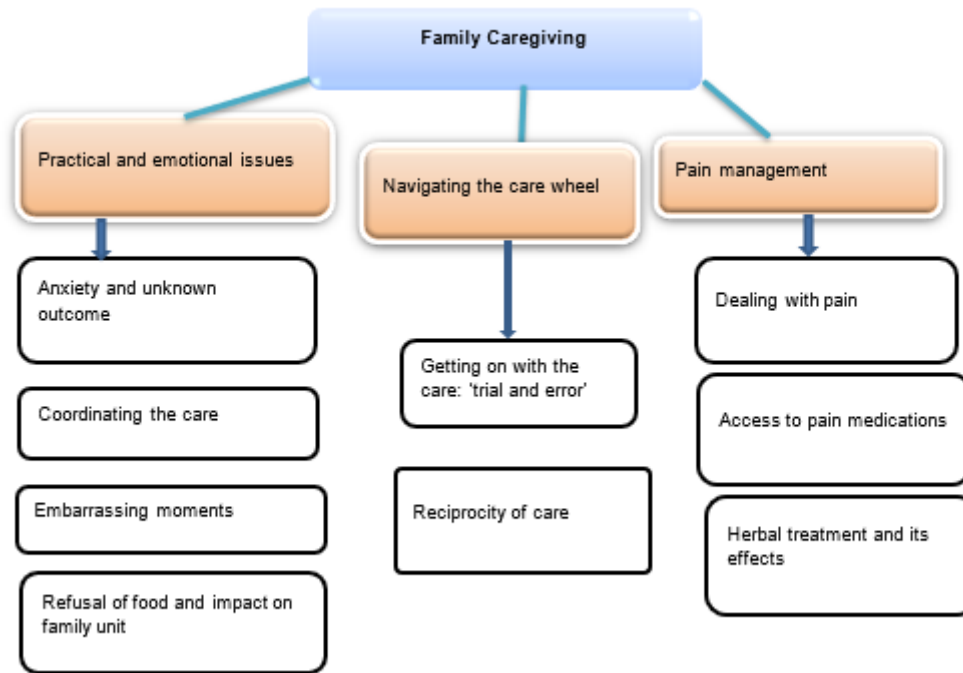 Family Caregiving
Practical and emotional issues
Navigating the care wheel
Pain management
Anxiety and unknown
outcome
Coordinating the care
Embarrassing moments
Refusal of food and impact on
family unit
Getting on with the
care: 'trial and error'
Reciprocity of care
Dealing with pain
Access to pain medications
Herbal treatment and its
effects